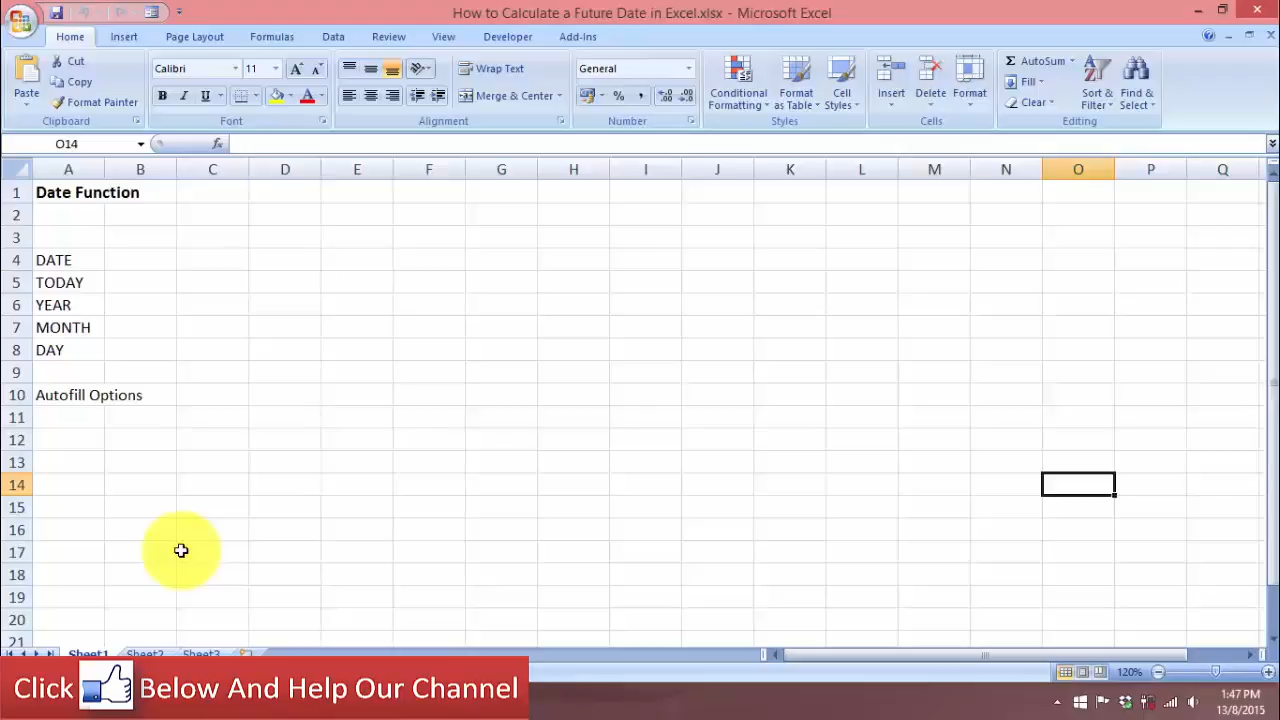 How to Calculate a Future Date in Excel.xlsx - Microsoft Excel
Home Insert Page Layout Formulas Data Review View Developer Add-Ins
Paste Cut Copy Format Painter Clipboard
Calibri 11 A A B I U A Font
Wrap Text Merge & Center Alignment
General % , Number
Conditional Formatting Format as Table Cell Styles Styles
Insert Delete Format Cells
Σ AutoSum Fill Clear Sort & Filter Find & Select Editing
O14 fx
A B C D E F G H I J K L M N O P Q
1 Date Function
2
3
4 DATE
5 TODAY
6 YEAR
7 MONTH
8 DAY
9
10 Autofill Options
11
12
13
14
15
16
17
18
19
20
21
Sheet1 Sheet2 Sheet3
Click Below And Help Our Channel
120%
1:47 PM
13/8/2015